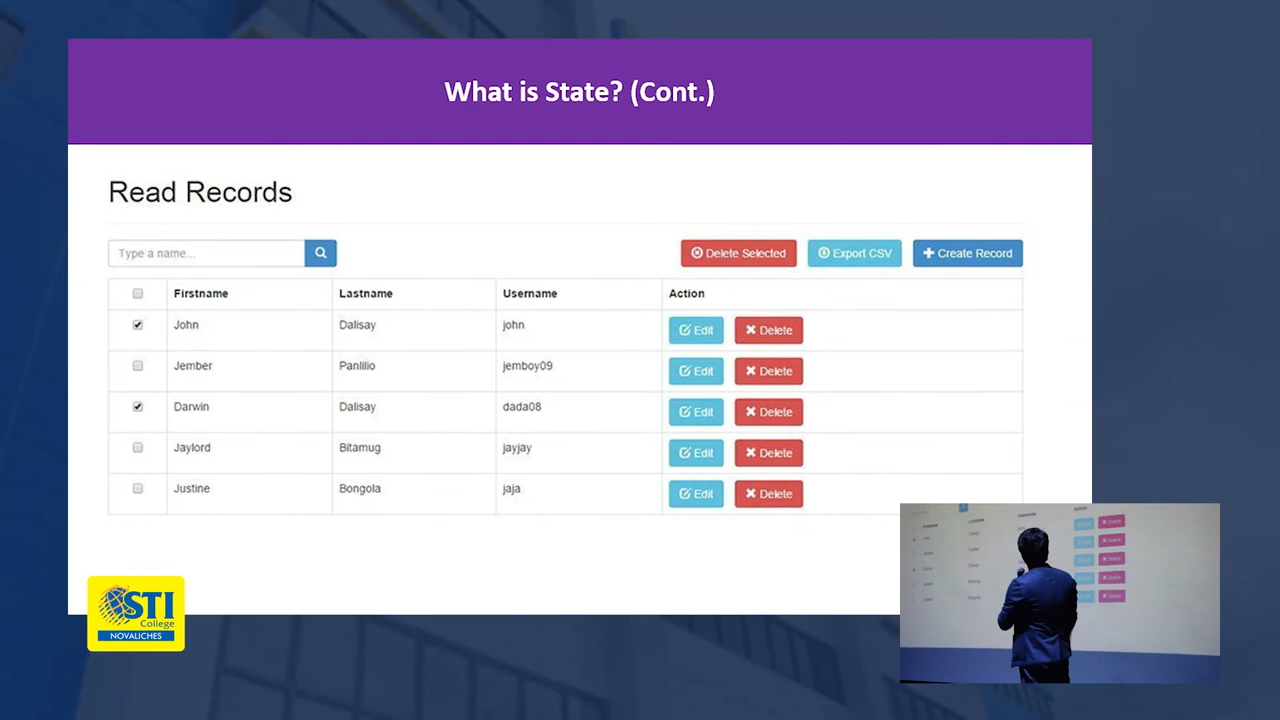 What is State? (Cont.)
Read Records
Type a name...
Delete Selected Export CSV Create Record
Firstname Lastname Username Action
John Dalisay john Edit Delete
Jember Panlilio jemboy09 Edit Delete
Darwin Dalisay dada08 Edit Delete
Jaylord Bitamug jayjay Edit Delete
Justine Bongola jaja Edit Delete
STI
College
NOVALICHES